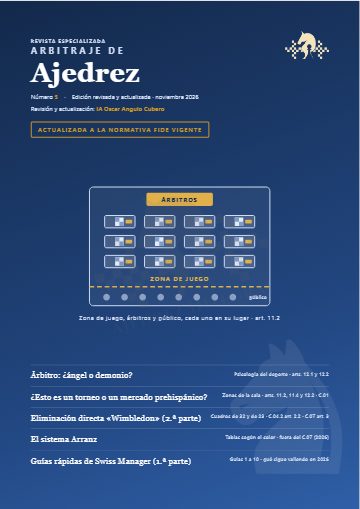 REVISTA ESPECIALIZADA
ARBITRAJE DE
Ajedrez
Número 5 · Edición revisada y actualizada · noviembre 2026
Revisión y actualización: IA Oscar Angulo Cubero
ACTUALIZADA A LA NORMATIVA FIDE VIGENTE
ÁRBITROS
ZONA DE JUEGO
público
Zona de juego, árbitros y público, cada uno en su lugar · art. 11.2
Árbitro: ¿ángel o demonio? Psicología del deporte · arts. 12.1 y 12.2
¿Esto es un torneo o un mercado prehispánico? Zonas de la sala · arts. 11.2, 11.4 y 12.2 · C.01
Eliminación directa «Wimbledon» (2.ª parte) Cuadros de 32 y de 23 · C.04.2 art. 2.2 · C.07 art. 3
El sistema Arranz Tablas según el color · fuera del C.07 (2026)
Guías rápidas de Swiss Manager (1.ª parte) Guías 1 a 10 · qué sigue valiendo en 2026